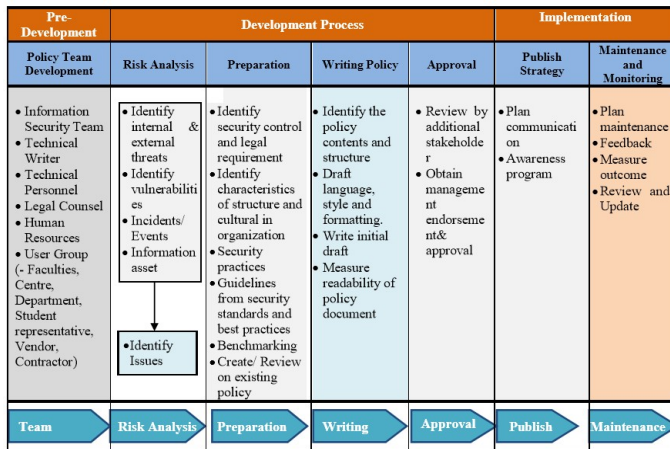 Pre-
Development
Development Process
Implementation
Policy Team
Development
Risk Analysis
Preparation
Writing Policy
Approval
Publish
Strategy
Maintenance
and
Monitoring
• Information
Security Team
• Technical
Writer
• Technical
Personnel
• Legal Counsel
• Human
Resources
• User Group
(- Faculties,
Centre,
Department,
Student
representative,
Vendor,
Contractor)
• Identify
internal &
external
threats
• Identify
vulnerabiliti
es
• Incidents/
Events
• Information
asset
• Identify
Issues
• Identify
security control
and legal
requirement
• Identify
characteristics
of structure and
cultural in
organization
• Security
practices
• Guidelines
from security
standards and
best practices
• Benchmarking
• Create/ Review
on existing
policy
• Identify the
policy
contents and
structure
• Draft
language,
style and
formatting.
• Write initial
draft
• Measure
readability of
policy
document
• Review by
additional
stakeholde
r
• Obtain
management
endorsement
& approval
• Plan
communicati
on
• Awareness
program
• Plan
maintenance
• Feedback
• Measure
outcome
• Review and
Update
Team
Risk Analysis
Preparation
Writing
Approval
Publish
Maintenance